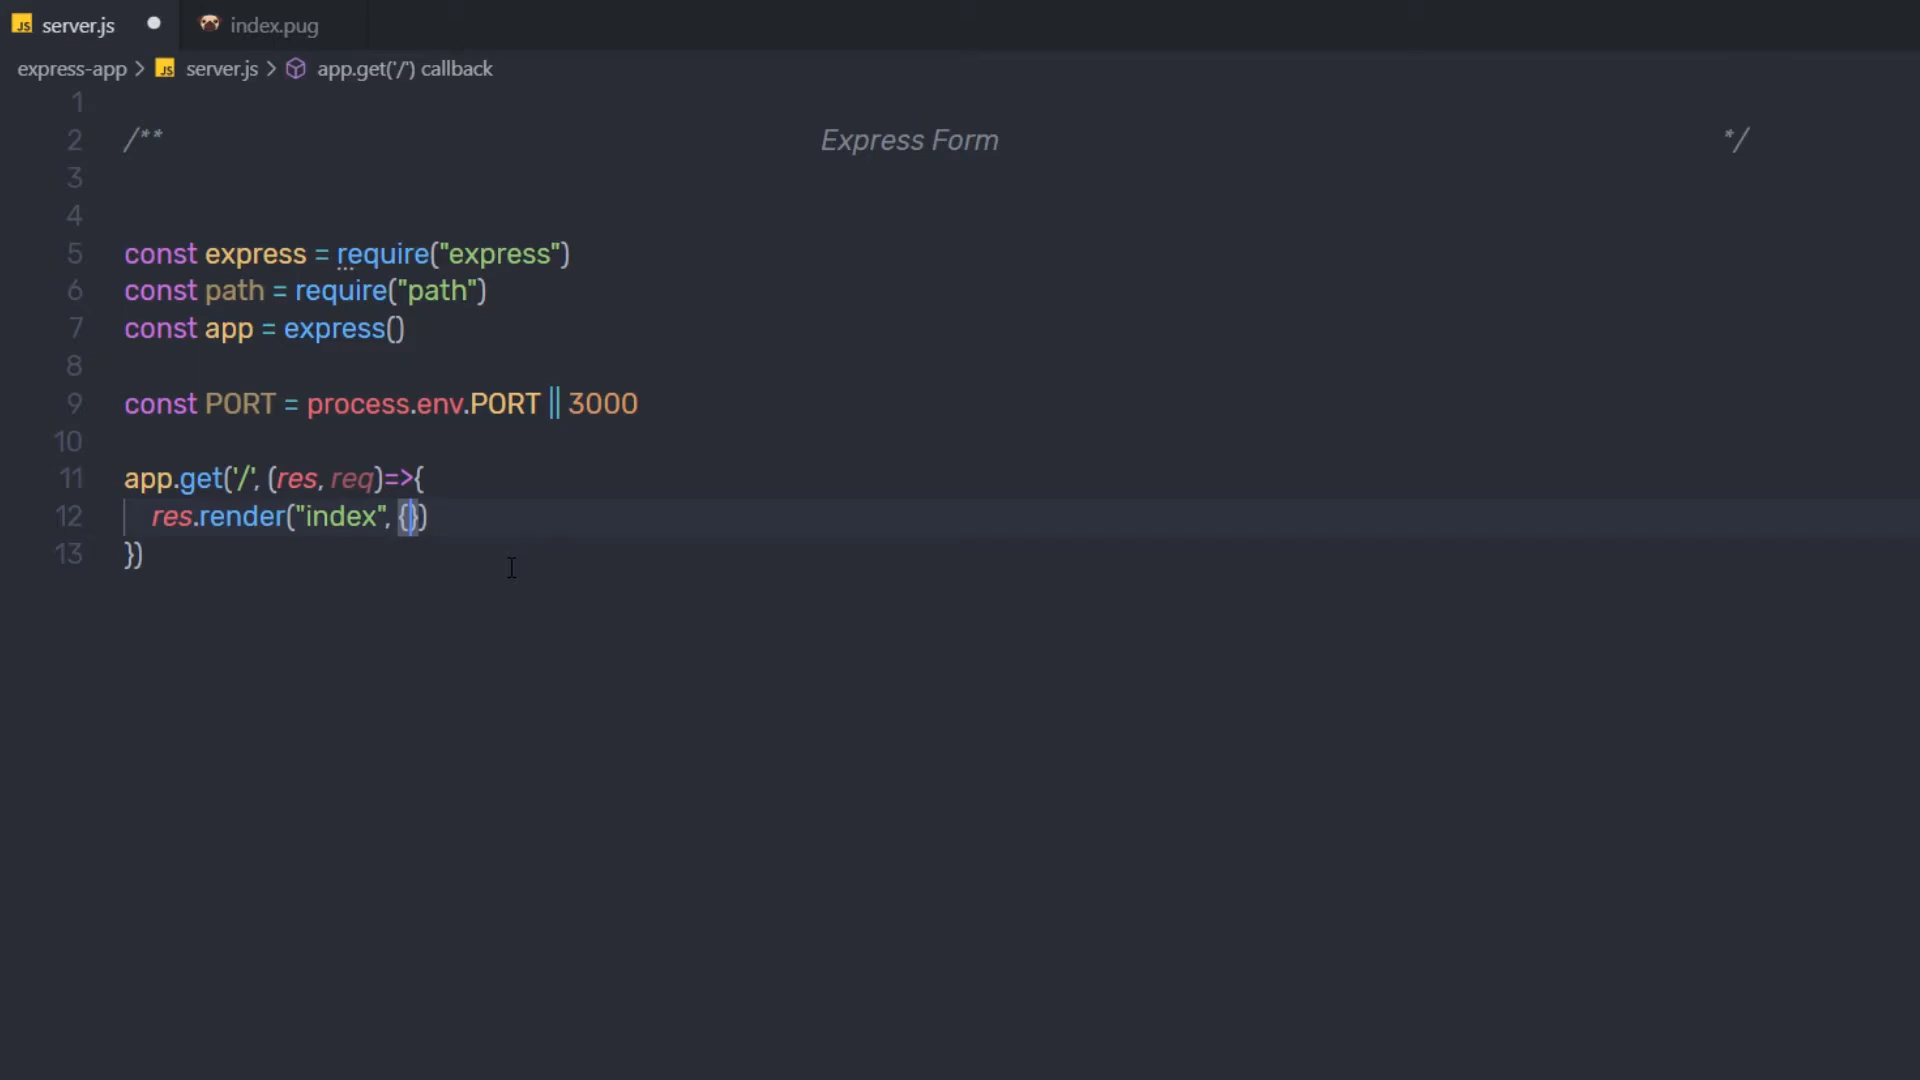 server.js
index.pug
express-app > JS server.js > app.get('/') callback
1
2 /** Express Form */
3
4
5 const express = require("express")
6 const path = require("path")
7 const app = express()
8
9 const PORT = process.env.PORT || 3000
10
11 app.get('/', (res, req)=>{
12 res.render("index", {})
13 })